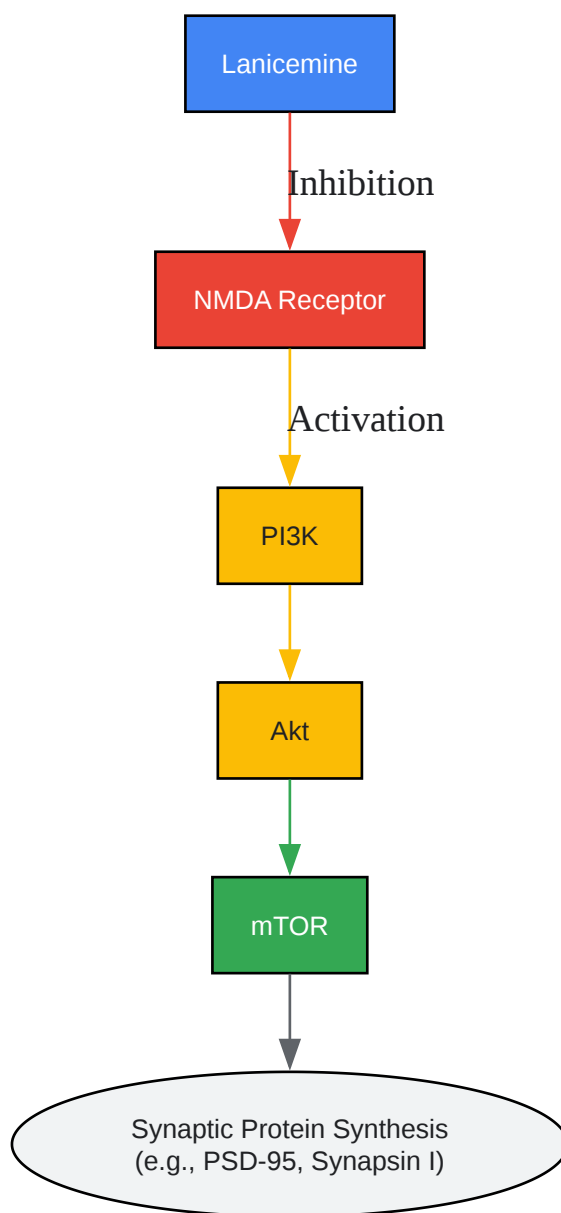 Lanicemine
Inhibition
NMDA Receptor
Activation
PI3K
Akt
mTOR
Synaptic Protein Synthesis
(e.g., PSD-95, Synapsin I)